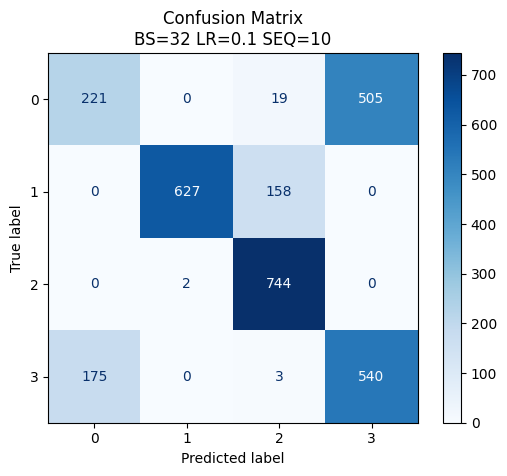 Confusion Matrix
BS=32 LR=0.1 SEQ=10
0 221 0 19 505
1 0 627 158 0
2 0 2 744 0
3 175 0 3 540
0 1 2 3
True label
Predicted label
700
600
500
400
300
200
100
0